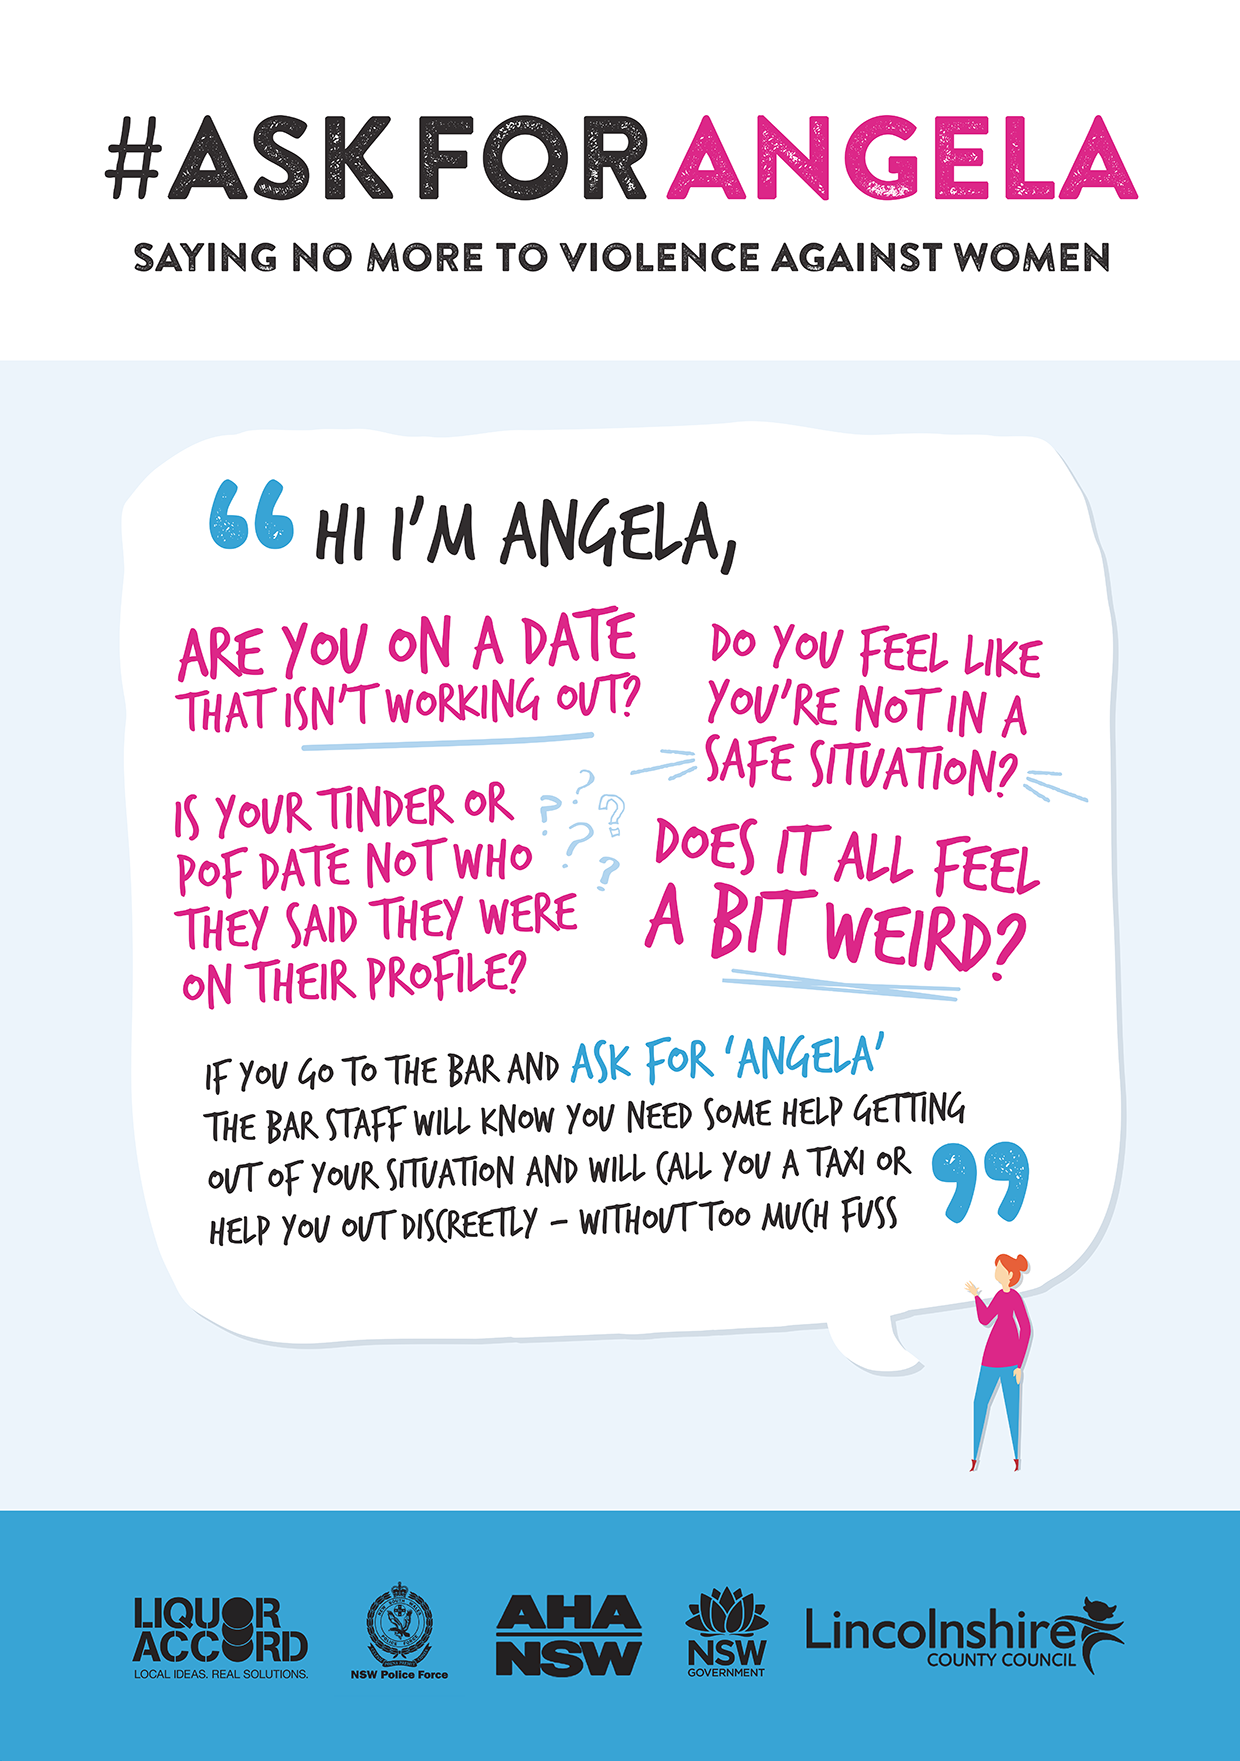 #ASK FOR ANGELA
SAYING NO MORE TO VIOLENCE AGAINST WOMEN
“ HI I'M ANGELA,
ARE YOU ON A DATE
THAT ISN'T WORKING OUT?
DO YOU FEEL LIKE
YOU'RE NOT IN A
SAFE SITUATION?
IS YOUR TINDER OR
POF DATE NOT WHO
THEY SAID THEY WERE
ON THEIR PROFILE?
? ? ? ? ?
DOES IT ALL FEEL
A BIT WEIRD?
IF YOU GO TO THE BAR AND ASK FOR ‘ANGELA’
THE BAR STAFF WILL KNOW YOU NEED SOME HELP GETTING
OUT OF YOUR SITUATION AND WILL CALL YOU A TAXI OR
HELP YOU OUT DISCREETLY – WITHOUT TOO MUCH FUSS ”
LIQUOR
ACCORD
LOCAL IDEAS. REAL SOLUTIONS.
NEW SOUTH WALES
POLICE FORCE
NSW Police Force
AHA
NSW
NSW
GOVERNMENT
Lincolnshire
COUNTY COUNCIL